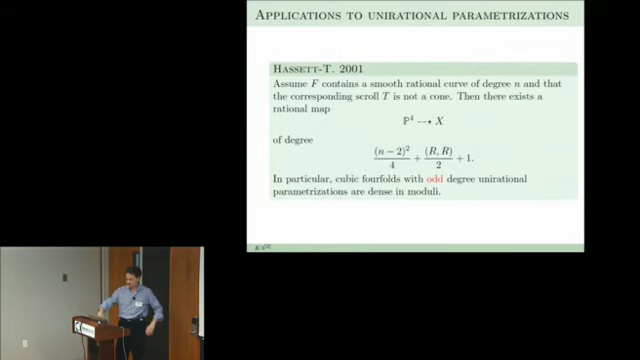 APPLICATIONS TO UNIRATIONAL PARAMETRIZATIONS
HASSETT-T. 2001
Assume F contains a smooth rational curve of degree n and that
the corresponding scroll T is not a cone. Then there exists a
rational map
ℙ⁴ ⇢ X
of degree
(n − 2)²/4 + (R, R)/2 + 1.
In particular, cubic fourfolds with odd degree unirational
parametrizations are dense in moduli.